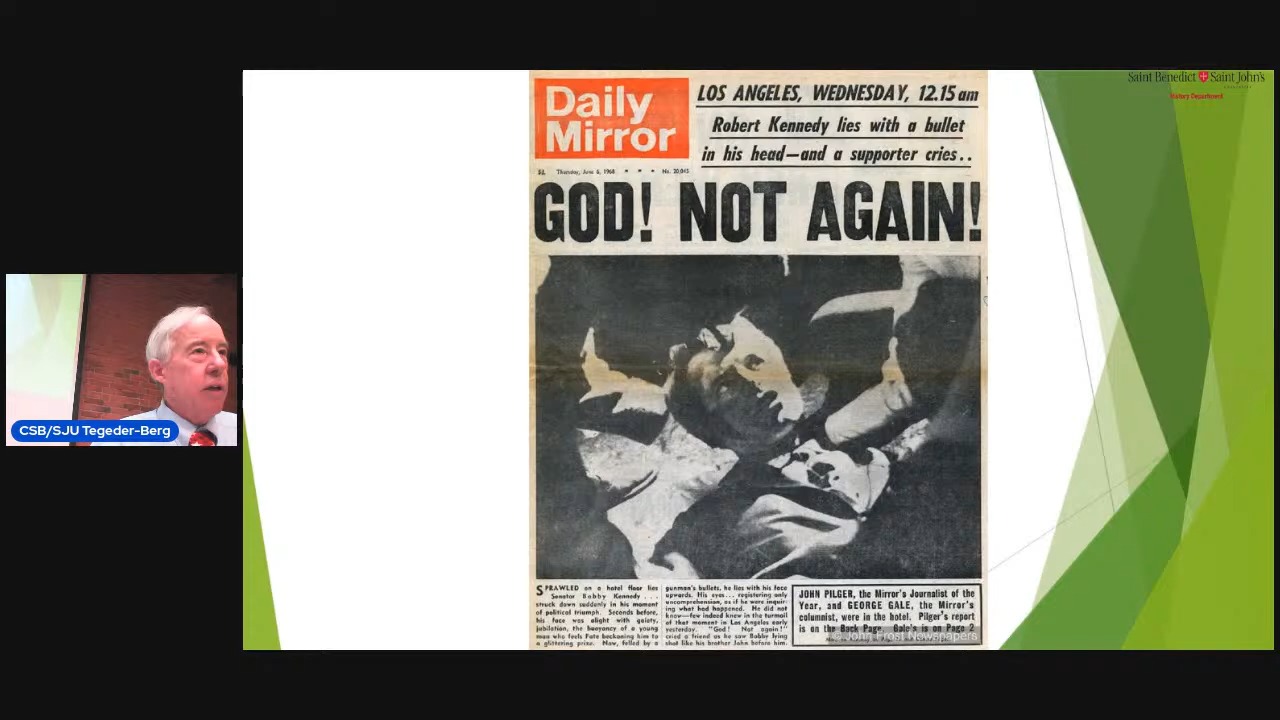 Saint Benedict Saint John's
History Department
Daily
Mirror
LOS ANGELES, WEDNESDAY, 12.15 am
Robert Kennedy lies with a bullet
in his head—and a supporter cries..
5d. Thursday, June 6, 1968 * * * No. 20,045
GOD! NOT AGAIN!
CSB/SJU Tegeder-Berg
SPRAWLED on a hotel floor lies
Senator Bobby Kennedy . . .
struck down suddenly in his moment
of political triumph. Seconds before,
his face was alight with gaiety,
jubilation, the buoyancy of a young
man who feels Fate beckoning him to
a glittering prize. Now, felled by a
gunman's bullets, he lies with his face
upwards. His eyes... registering only
uncomprehension, as if he were inquir-
ing what had happened. He did not
know—few indeed knew in the turmoil
of that moment in Los Angeles early
yesterday. "God! Not again!"
cried a friend as he saw Bobby lying
shot like his brother John before him.
JOHN PILGER, the Mirror's Journalist of the
Year, and GEORGE GALE, the Mirror's
columnist, were in the hotel. Pilger's report
is on the Back Page. Gale's is on Page 2
© John Frost Newspapers